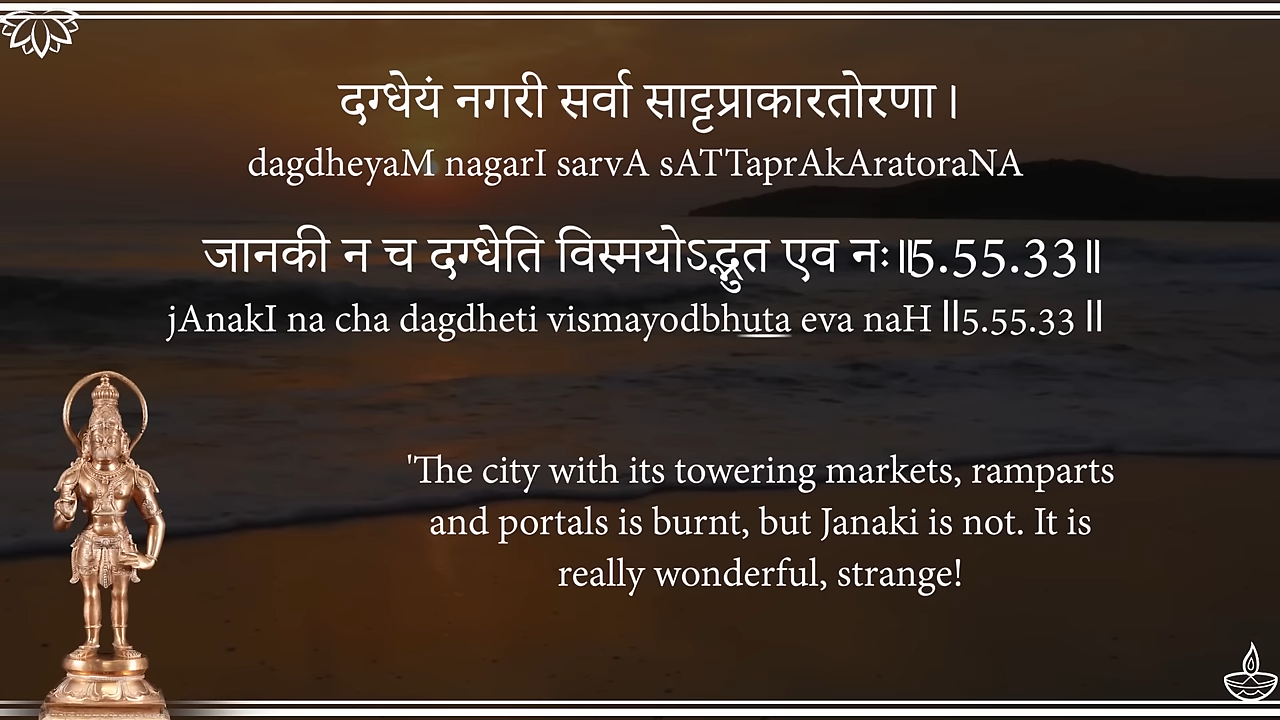 दग्धेयं नगरी सर्वा साट्टप्राकारतोरणा।
dagdheyaM nagarI sarvA sATTaprAkAratoraNA
जानकी न च दग्धेति विस्मयोऽद्भुत एव नः॥5.55.33॥
jAnakI na cha dagdheti vismayodbhuta eva naH ||5.55.33 ||
'The city with its towering markets, ramparts
and portals is burnt, but Janaki is not. It is
really wonderful, strange!